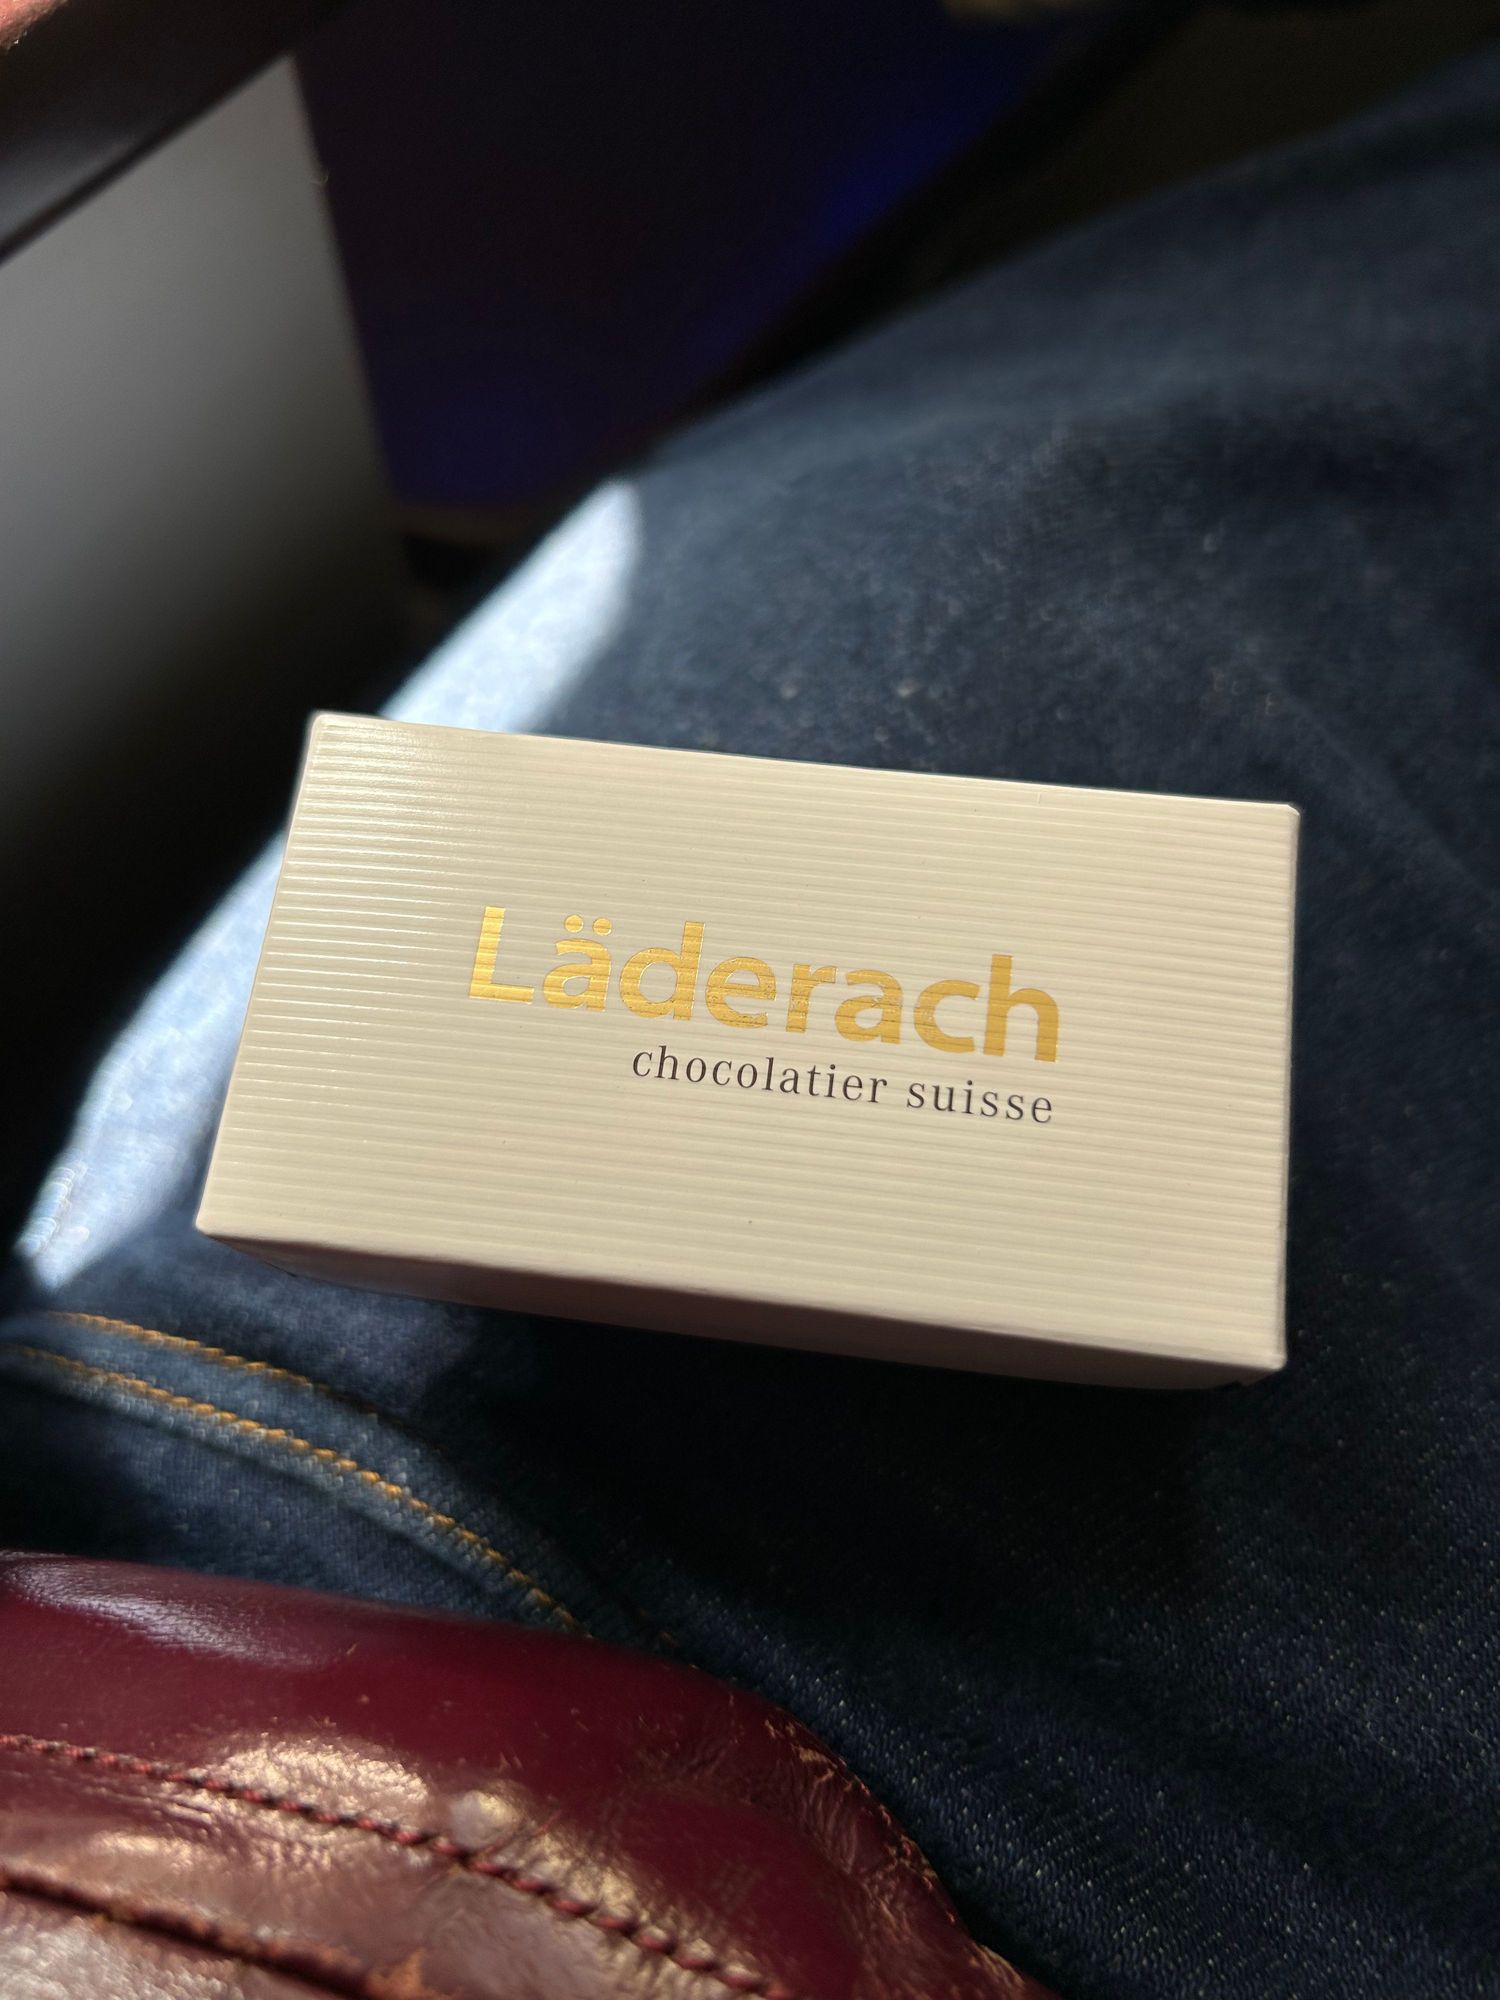 Läderach
chocolatier suisse